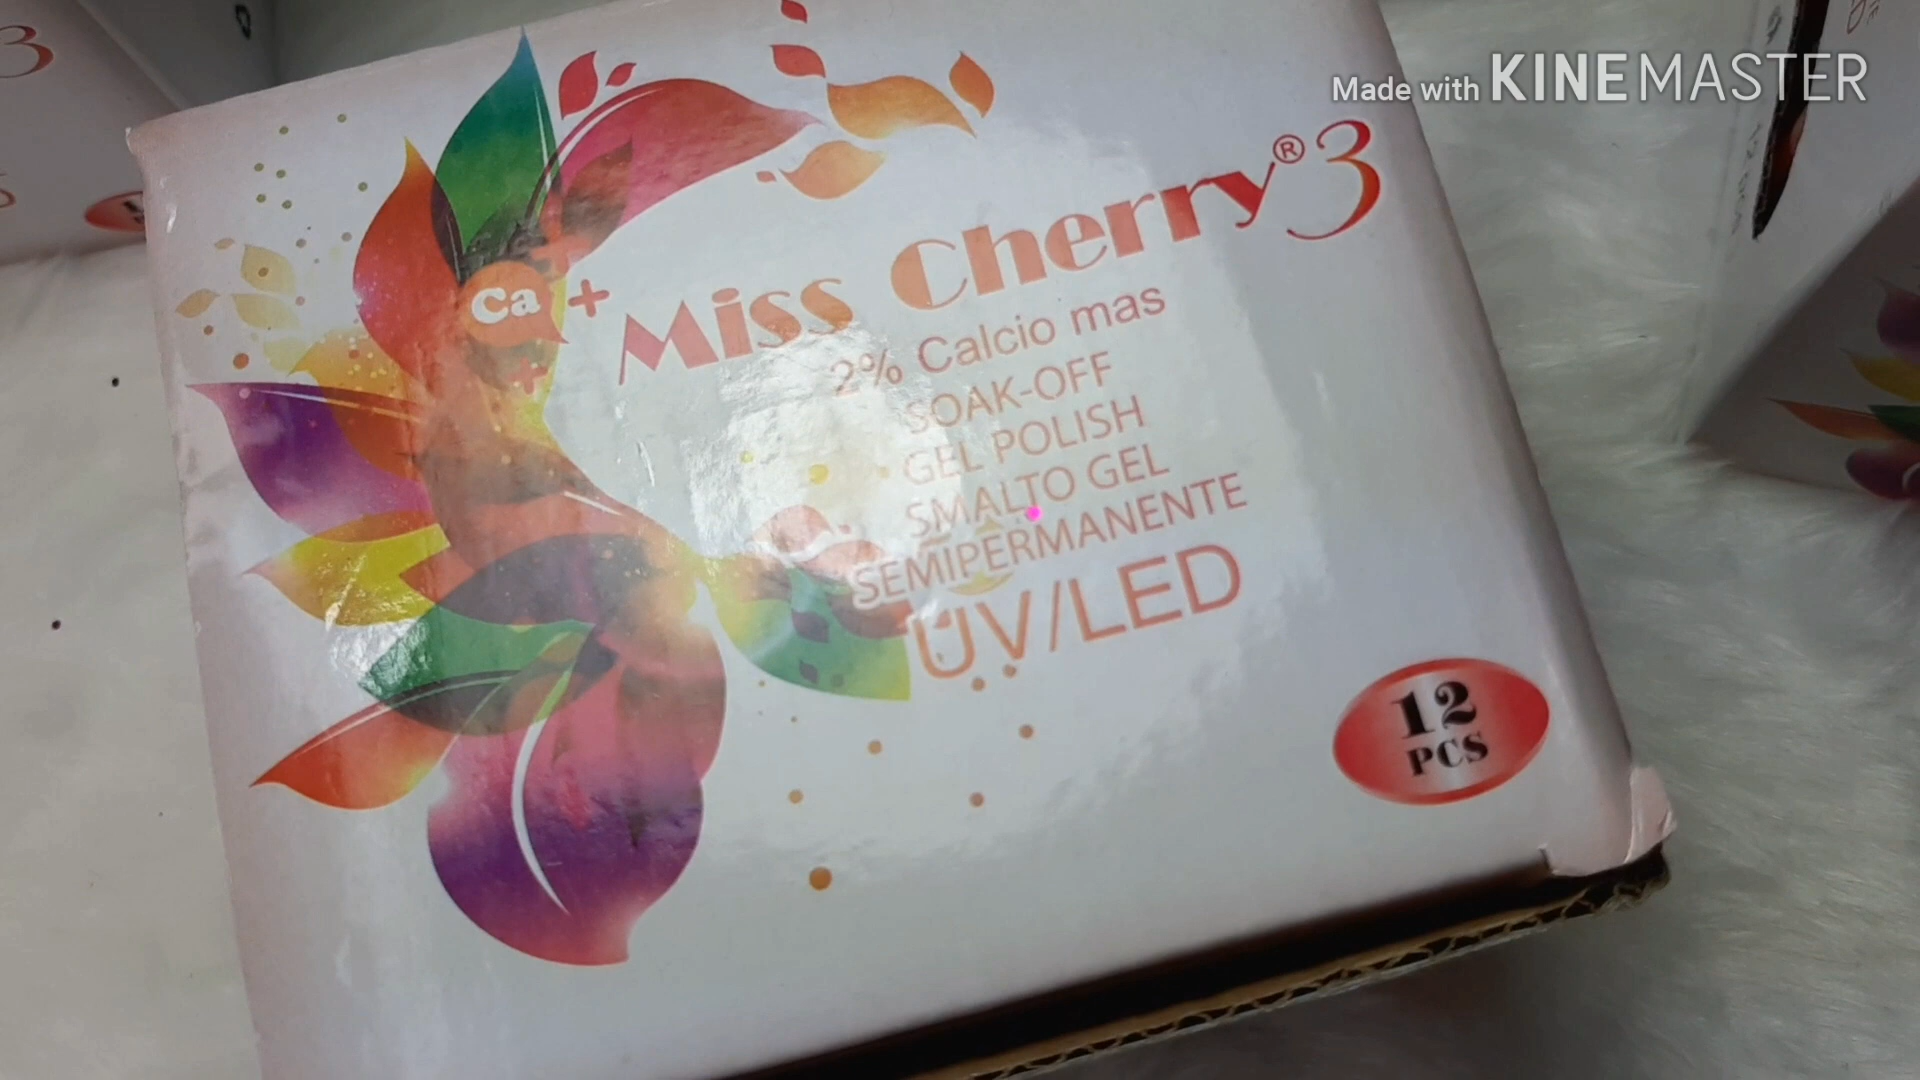 Made with KINEMASTER
Ca +
Miss Cherry® 3
2% Calcio mas
SOAK-OFF
GEL POLISH
SMALTO GEL
SEMIPERMANENTE
UV/LED
12
PCS
3